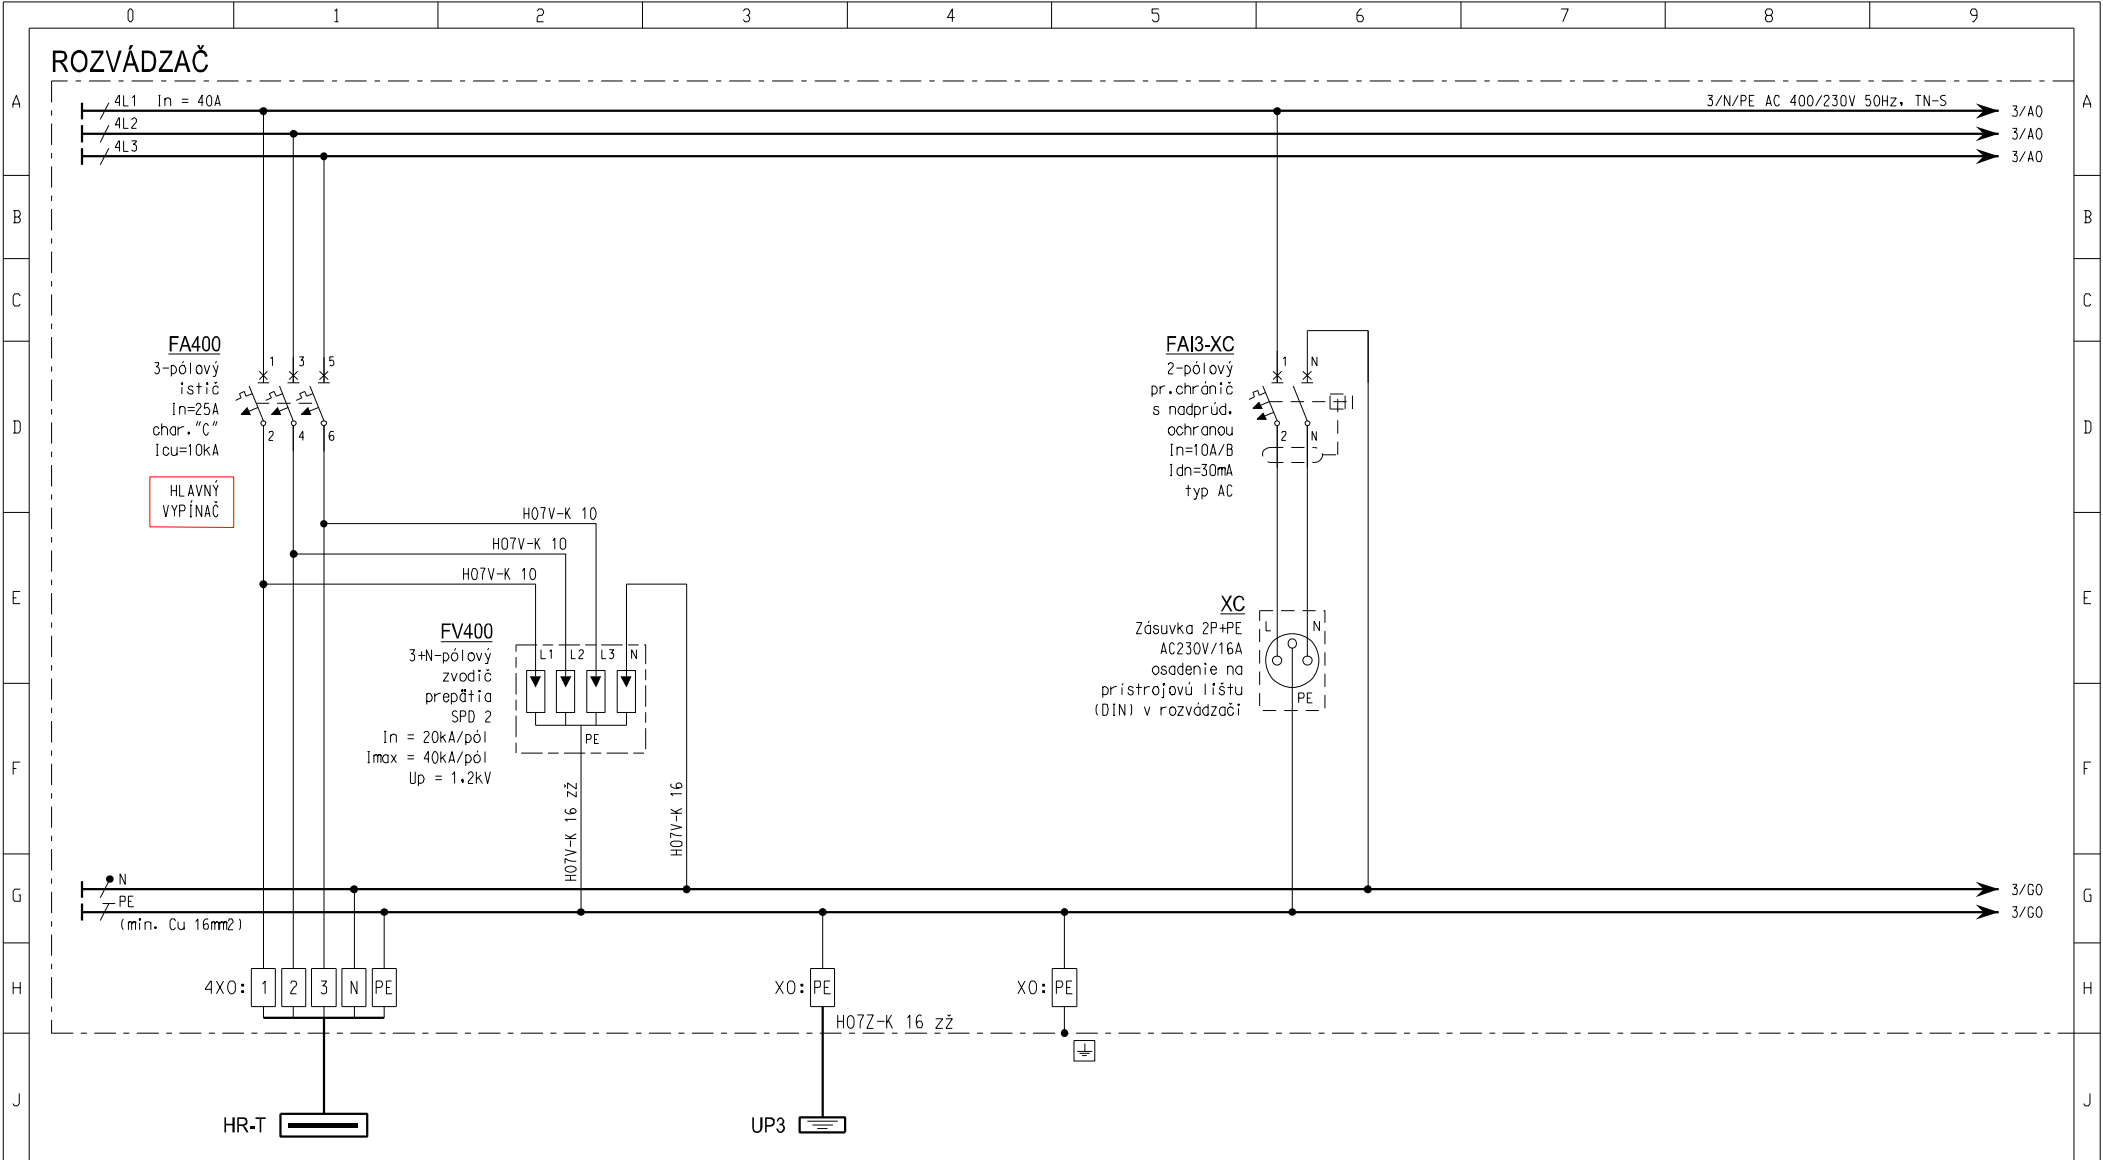 0 1 2 3 4 5 6 7 8 9
ROZVÁDZAČ
A A
4L1 In = 40A
3/N/PE AC 400/230V 50Hz, TN-S
3/A0
4L2
3/A0
4L3
3/A0
B B
C C
FA400
3-pólový
istič
In=25A
char."C"
Icu=10kA
1 3 5
2 4 6
HLAVNÝ
VYPÍNAČ
FAI3-XC
2-pólový
pr.chránič
s nadprúd.
ochranou
In=10A/B
Idn=30mA
typ AC
1 N
2 N
D D
H07V-K 10
H07V-K 10
H07V-K 10
E E
FV400
3+N-pólový
zvodič
prepätia
SPD 2
In = 20kA/pól
Imax = 40kA/pól
Up = 1.2kV
L1 L2 L3 N
PE
H07V-K 16 zž
H07V-K 16
XC
Zásuvka 2P+PE
AC230V/16A
osadenie na
prístrojovú lištu
(DIN) v rozvádzači
L N
PE
F F
N
3/G0
G G
PE
3/G0
(min. Cu 16mm2)
H H
4X0: 1 2 3 N PE
X0: PE
X0: PE
H07Z-K 16 zž
J J
HR-T
UP3